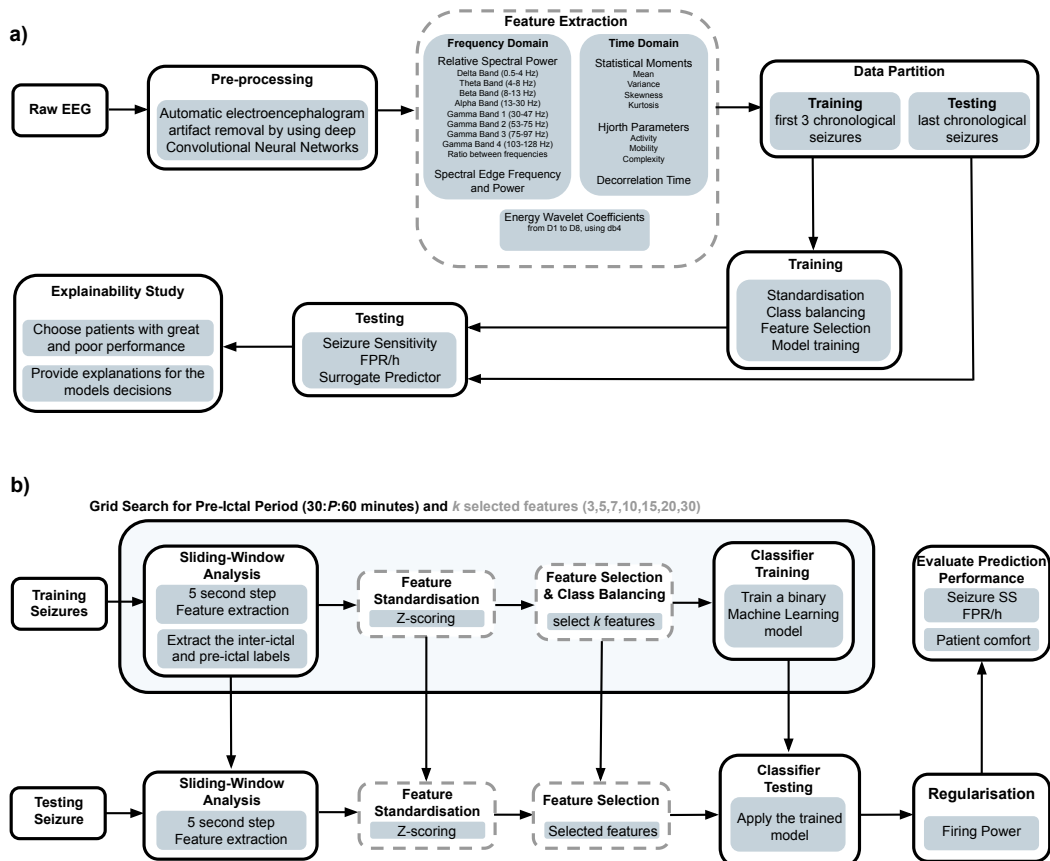 a)
Raw EEG
Pre-processing
Automatic electroencephalogram
artifact removal by using deep
Convolutional Neural Networks
Feature Extraction
Frequency Domain
Relative Spectral Power
Delta Band (0.5-4 Hz)
Theta Band (4-8 Hz)
Beta Band (8-13 Hz)
Alpha Band (13-30 Hz)
Gamma Band 1 (30-47 Hz)
Gamma Band 2 (53-75 Hz)
Gamma Band 3 (75-97 Hz)
Gamma Band 4 (103-128 Hz)
Ratio between frequencies
Spectral Edge Frequency
and Power
Time Domain
Statistical Moments
Mean
Variance
Skewness
Kurtosis
Hjorth Parameters
Activity
Mobility
Complexity
Decorrelation Time
Energy Wavelet Coefficients
from D1 to D8, using db4
Data Partition
Training
first 3 chronological
seizures
Testing
last chronological
seizures
Training
Standardisation
Class balancing
Feature Selection
Model training
Testing
Seizure Sensitivity
FPR/h
Surrogate Predictor
Explainability Study
Choose patients with great
and poor performance
Provide explanations for the
models decisions
b)
Grid Search for Pre-Ictal Period (30:P:60 minutes) and k selected features (3,5,7,10,15,20,30)
Training
Seizures
Sliding-Window
Analysis
5 second step
Feature extraction
Extract the inter-ictal
and pre-ictal labels
Feature
Standardisation
Z-scoring
Feature Selection
& Class Balancing
select k features
Classifier
Training
Train a binary
Machine Learning
model
Evaluate Prediction
Performance
Seizure SS
FPR/h
Patient comfort
Testing
Seizure
Sliding-Window
Analysis
5 second step
Feature extraction
Feature
Standardisation
Z-scoring
Feature Selection
Selected features
Classifier
Testing
Apply the trained
model
Regularisation
Firing Power